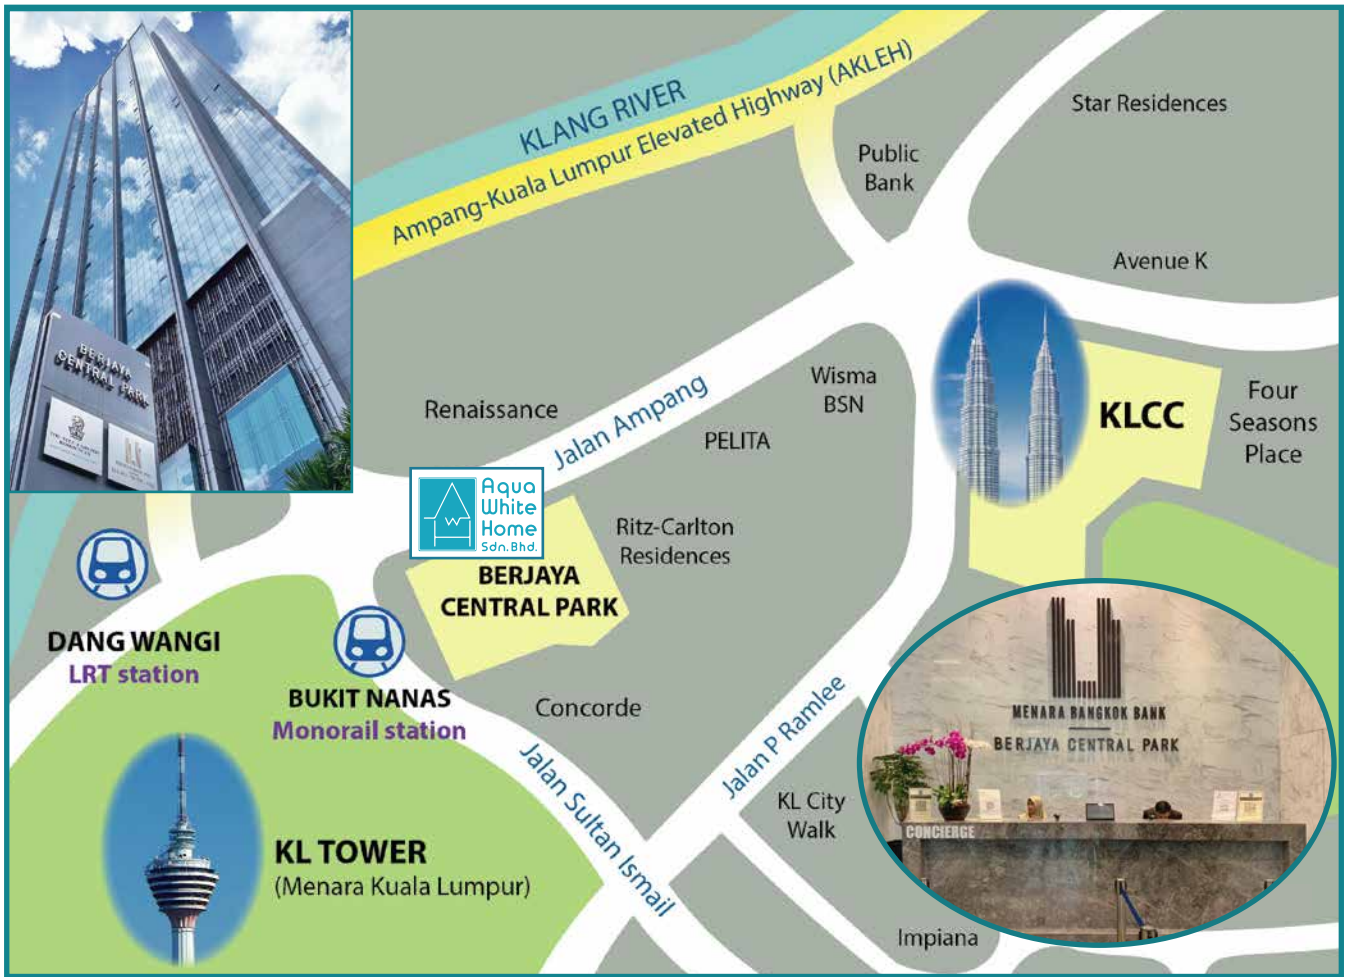 KLANG RIVER
Ampang-Kuala Lumpur Elevated Highway (AKLEH)
Star Residences
Public
Bank
Avenue K
BERJAYA
CENTRAL PARK
Wisma
BSN
KLCC
Four
Seasons
Place
Renaissance
Jalan Ampang
PELITA
Aqua
White
Home
Sdn.Bhd.
Ritz-Carlton
Residences
BERJAYA
CENTRAL PARK
DANG WANGI
LRT station
BUKIT NANAS
Monorail station
Concorde
Jalan Sultan Ismail
Jalan P Ramlee
KL City
Walk
MENARA BANGKOK BANK
BERJAYA CENTRAL PARK
CONCIERGE
KL TOWER
(Menara Kuala Lumpur)
Impiana